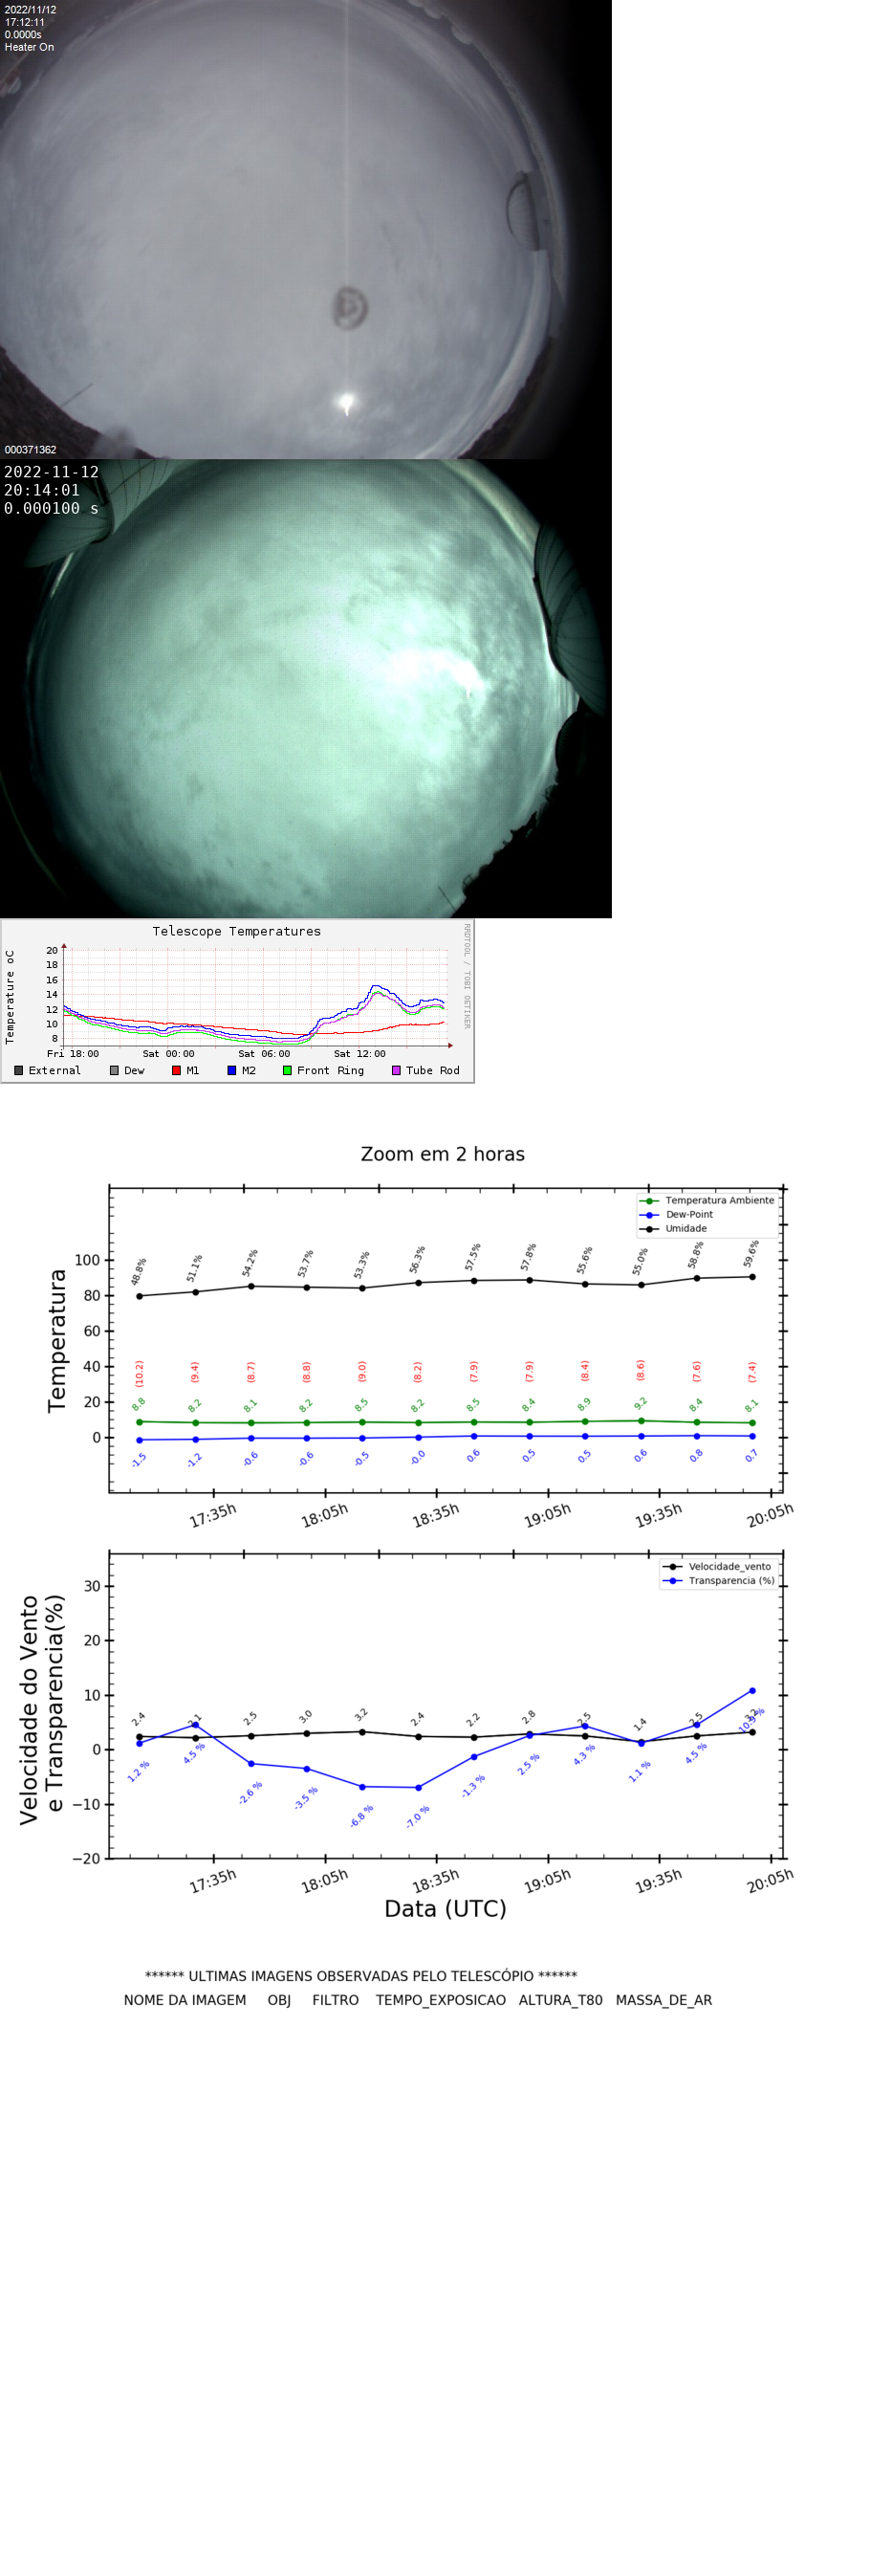 2022/11/12
17:12:11
0.0000s
Heater On
000371362
2022-11-12
20:14:01
0.000100 s
Telescope Temperatures
RRDTOOL / TOBI OETIKER
Temperature oC
20
18
16
14
12
10
8
Fri 18:00 Sat 00:00 Sat 06:00 Sat 12:00
External Dew M1 M2 Front Ring Tube Rod
Zoom em 2 horas
Temperatura Ambiente
Dew-Point
Umidade
Temperatura
100
80
60
40
20
0
48.8% 51.1% 54.2% 53.7% 53.3% 56.3% 57.5% 57.8% 55.6% 55.0% 58.8% 59.6%
(10.2) (9.4) (8.7) (8.8) (9.0) (8.2) (7.9) (7.9) (8.4) (8.6) (7.6) (7.4)
8.8 8.2 8.1 8.2 8.5 8.2 8.5 8.4 8.9 9.2 8.4 8.1
-1.5 -1.2 -0.6 -0.6 -0.5 -0.0 0.6 0.5 0.5 0.6 0.8 0.7
17:35h 18:05h 18:35h 19:05h 19:35h 20:05h
Velocidade_vento
Transparencia (%)
Velocidade do Vento
e Transparencia(%)
30
20
10
0
−10
−20
2.4 2.1 2.5 3.0 3.2 2.4 2.2 2.8 2.5 1.4 2.5
1.2 % 4.5 % -2.6 % -3.5 % -6.8 % -7.0 % -1.3 % 2.5 % 4.3 % 1.1 % 4.5 % 10.9 %
17:35h 18:05h 18:35h 19:05h 19:35h 20:05h
Data (UTC)
****** ULTIMAS IMAGENS OBSERVADAS PELO TELESCÓPIO ******
NOME DA IMAGEM OBJ FILTRO TEMPO_EXPOSICAO ALTURA_T80 MASSA_DE_AR